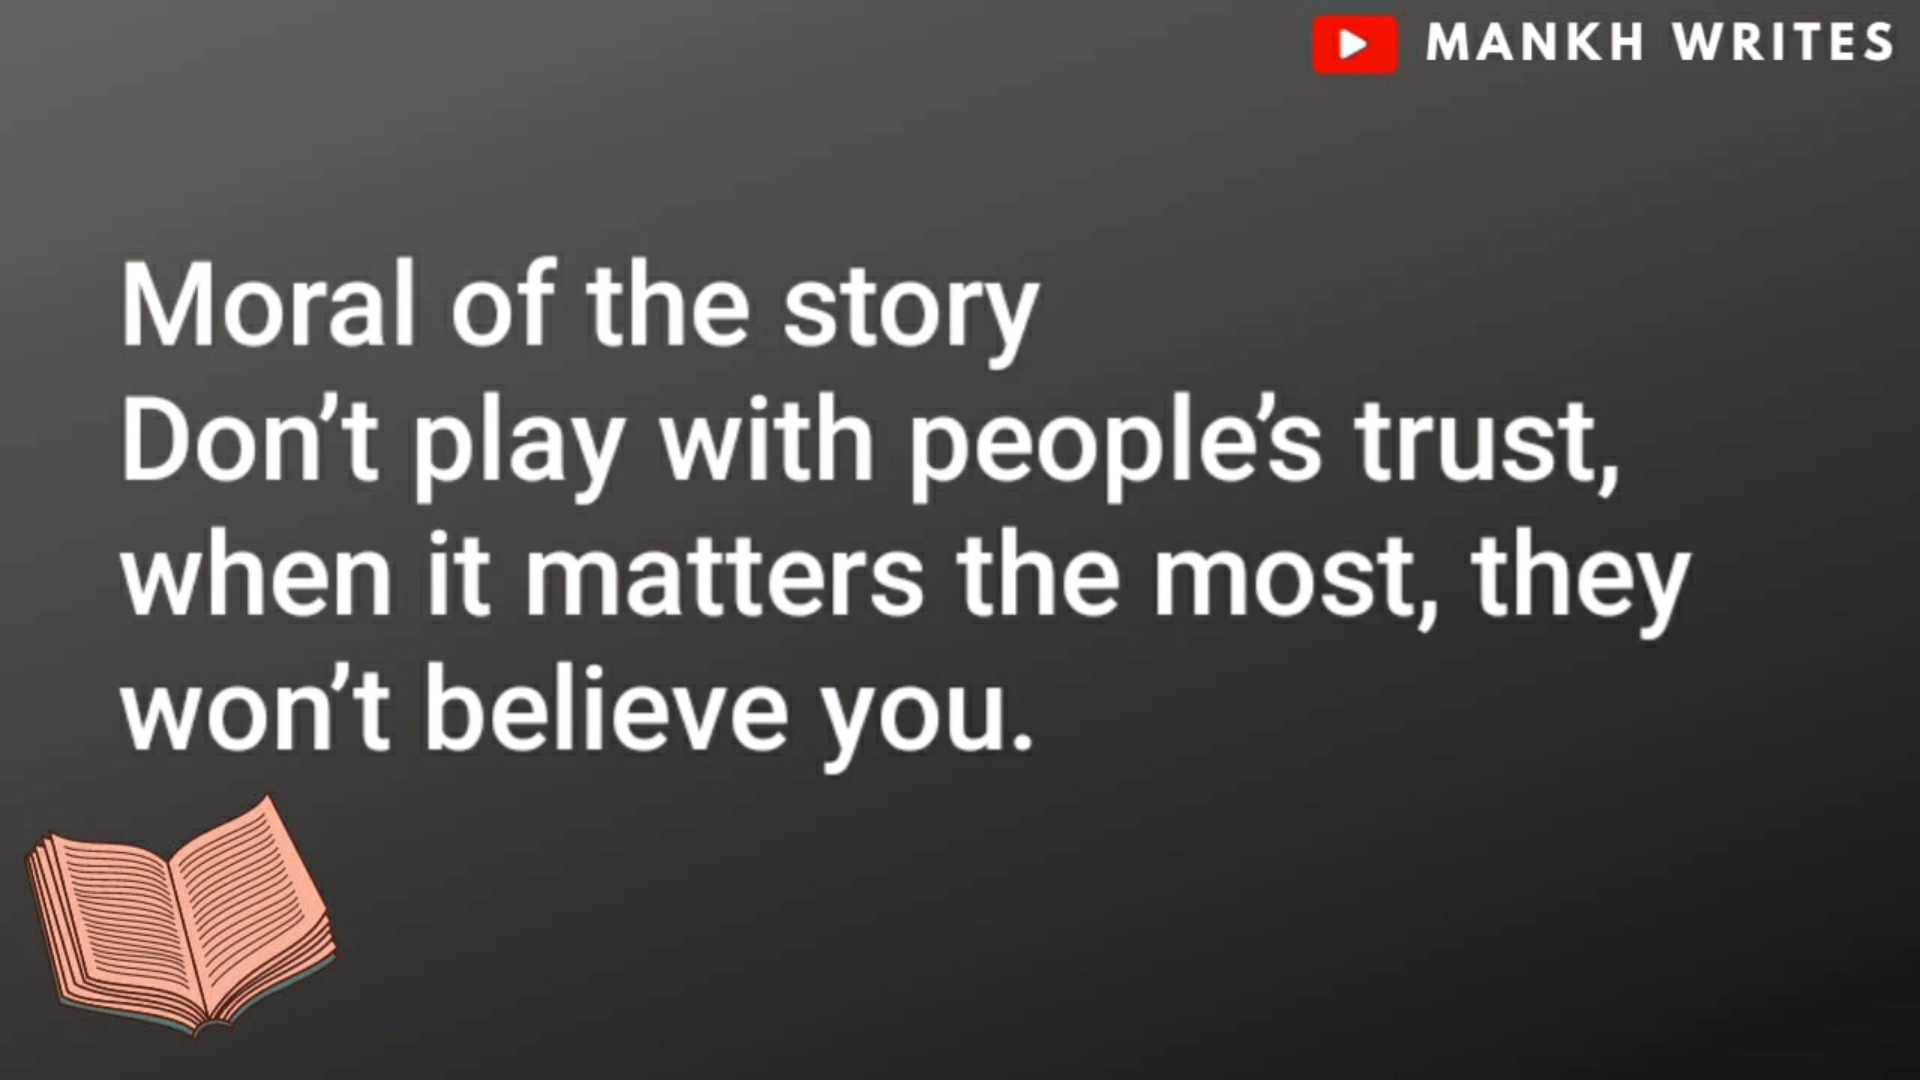 MANKH WRITES
Moral of the story
Don’t play with people’s trust,
when it matters the most, they
won’t believe you.